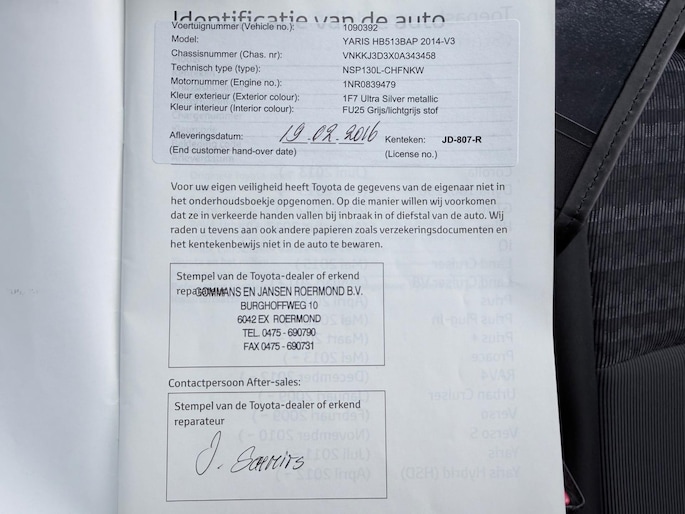 Identificatie van de auto
Voertuignummer (Vehicle no.): 1090392
Model: YARIS HB513BAP 2014-V3
Chassisnummer (Chas. nr): VNKKJ3D3X0A343458
Technisch type (type): NSP130L-CHFNKW
Motornummer (Engine no.): 1NR0839479
Kleur exterieur (Exterior colour): 1F7 Ultra Silver metallic
Kleur interieur (Interior colour): FU25 Grijs/lichtgrijs stof
Afleveringsdatum: 19.02.2016 Kenteken: JD-807-R
(End customer hand-over date) (License no.)
Voor uw eigen veiligheid heeft Toyota de gegevens van de eigenaar niet in
het onderhoudsboekje opgenomen. Op die manier willen wij voorkomen
dat ze in verkeerde handen vallen bij inbraak in of diefstal van de auto. Wij
raden u tevens aan ook andere papieren zoals verzekeringsdocumenten en
het kentekenbewijs niet in de auto te bewaren.
Stempel van de Toyota-dealer of erkend
reparateur
GOMMANS EN JANSEN ROERMOND B.V.
BURGHOFFWEG 10
6042 EX ROERMOND
TEL. 0475 - 690790
FAX 0475 - 690731
Contactpersoon After-sales:
Stempel van de Toyota-dealer of erkend
reparateur
J.